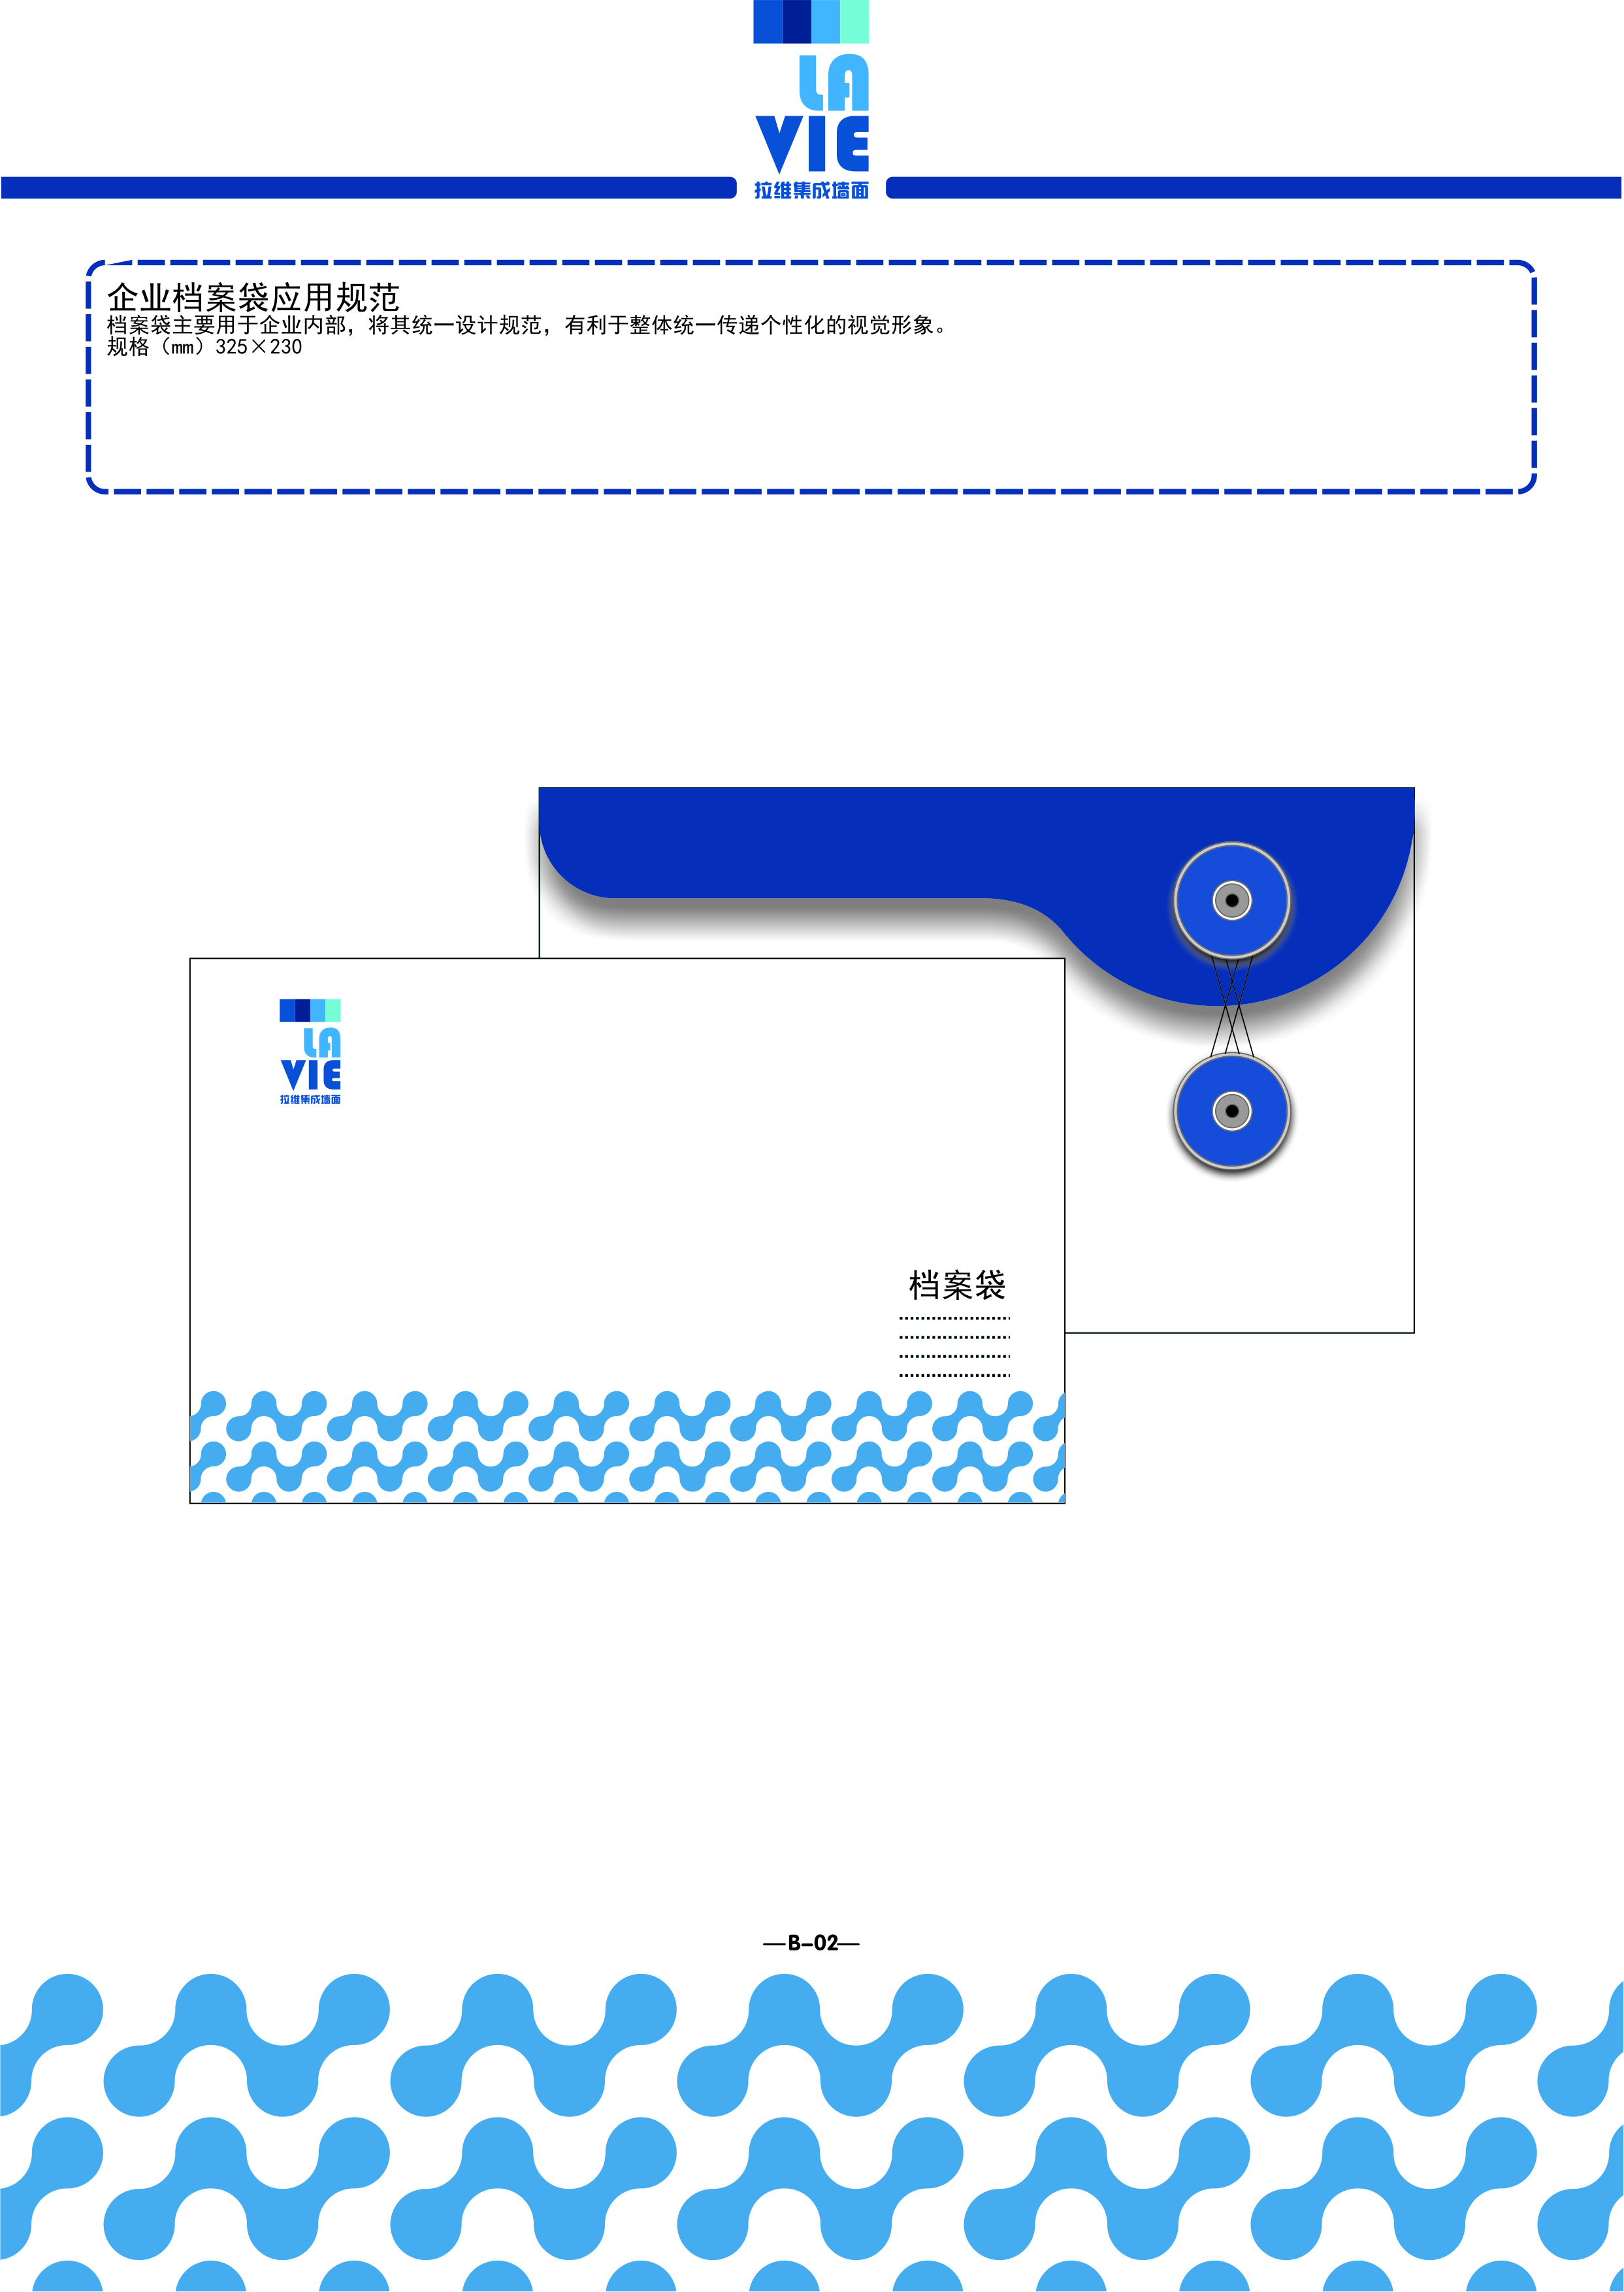 LA
VIE
拉维集成墙面
企业档案袋应用规范
档案袋主要用于企业内部，将其统一设计规范，有利于整体统一传递个性化的视觉形象。
规格（mm）325×230
LA
VIE
拉维集成墙面
档案袋
—B-02—